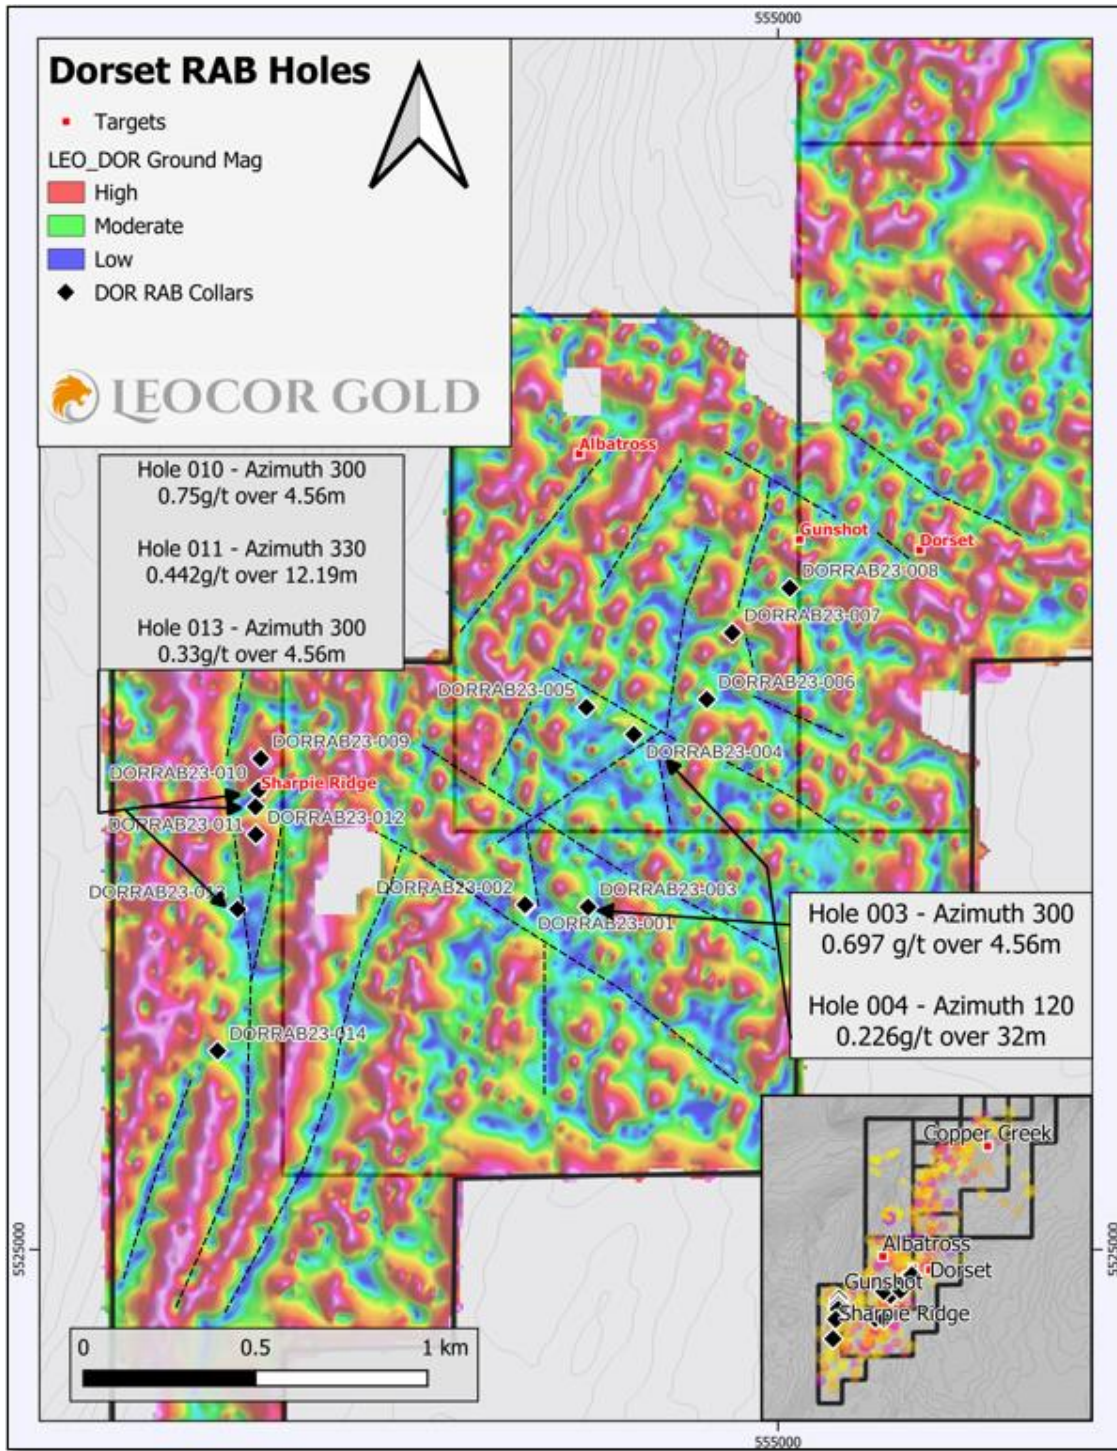 555000
Dorset RAB Holes
Targets
LEO_DOR Ground Mag
High
Moderate
Low
DOR RAB Collars
LEOCOR GOLD
Hole 010 - Azimuth 300
0.75g/t over 4.56m
Hole 011 - Azimuth 330
0.442g/t over 12.19m
Hole 013 - Azimuth 300
0.33g/t over 4.56m
Albatross
Gunshot
Dorset
DORRAB23-008
DORRAB23-007
DORRAB23-006
DORRAB23-005
DORRAB23-004
DORRAB23-009
DORRAB23-010
Sharpie Ridge
DORRAB23-011
DORRAB23-012
DORRAB23-013
DORRAB23-002
DORRAB23-003
DORRAB23-001
Hole 003 - Azimuth 300
0.697 g/t over 4.56m
Hole 004 - Azimuth 120
0.226g/t over 32m
DORRAB23-014
Copper Creek
Albatross
Dorset
Gunshot
Sharpie Ridge
5525000
5525000
0 0.5 1 km
555000